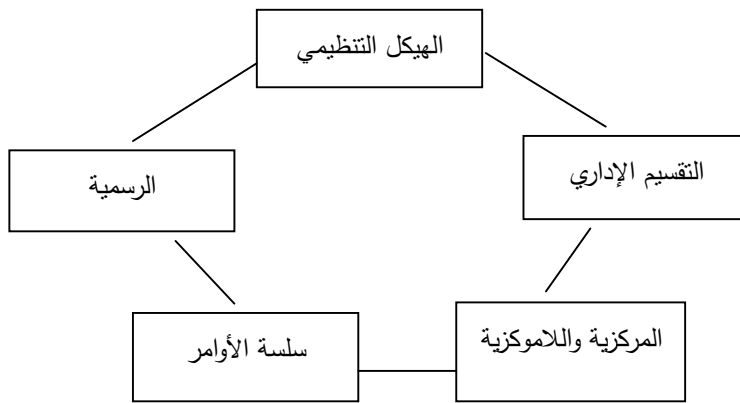 الهيكل التنظيمي
التقسيم الإداري
الرسمية
المركزية واللاموكزية
سلسة الأوامر